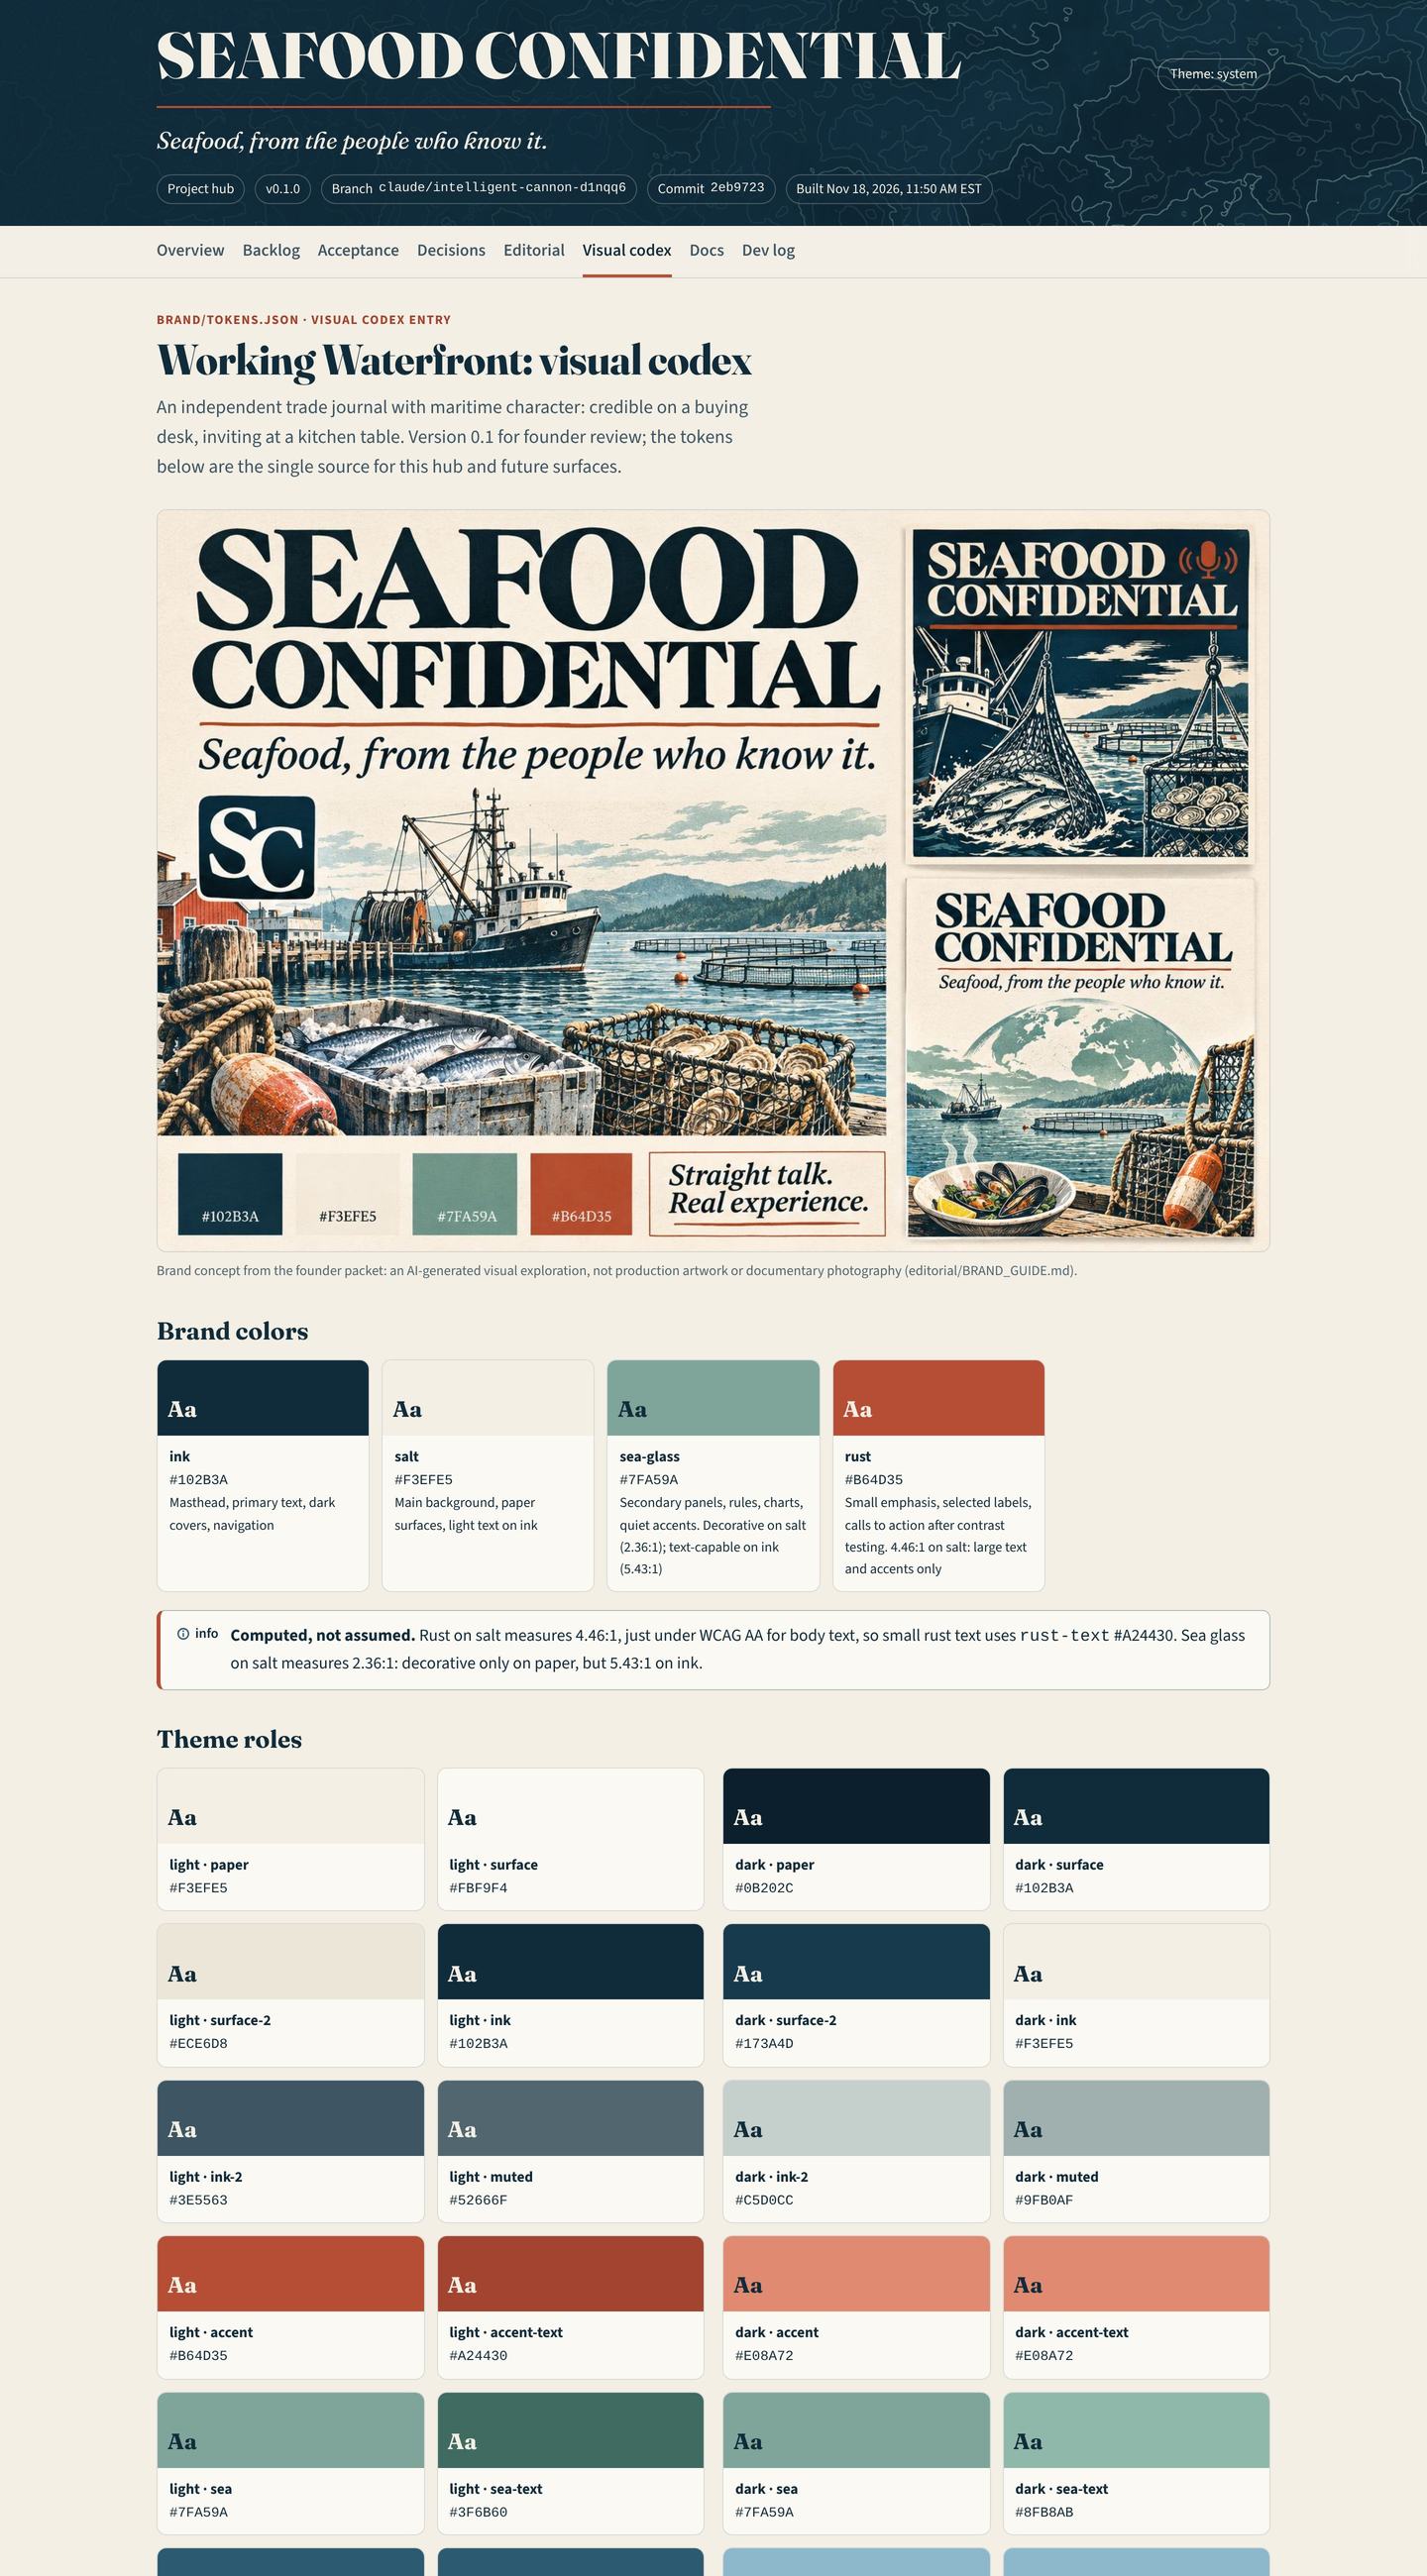 SEAFOOD CONFIDENTIAL
Theme: system
Seafood, from the people who know it.
Project hub
v0.1.0
Branch claude/intelligent-cannon-d1nqq6
Commit 2eb9723
Built Nov 18, 2026, 11:50 AM EST
Overview
Backlog
Acceptance
Decisions
Editorial
Visual codex
Docs
Dev log
BRAND/TOKENS.JSON · VISUAL CODEX ENTRY
Working Waterfront: visual codex
An independent trade journal with maritime character: credible on a buying
desk, inviting at a kitchen table. Version 0.1 for founder review; the tokens
below are the single source for this hub and future surfaces.
SEAFOOD
CONFIDENTIAL
Seafood, from the people who know it.
SC
#102B3A
#F3EFE5
#7FA59A
#B64D35
Straight talk.
Real experience.
SEAFOOD
CONFIDENTIAL
SEAFOOD
CONFIDENTIAL
Seafood, from the people who know it.
Brand concept from the founder packet: an AI-generated visual exploration, not production artwork or documentary photography (editorial/BRAND_GUIDE.md).
Brand colors
Aa
ink
#102B3A
Masthead, primary text, dark
covers, navigation
Aa
salt
#F3EFE5
Main background, paper
surfaces, light text on ink
Aa
sea-glass
#7FA59A
Secondary panels, rules, charts,
quiet accents. Decorative on salt
(2.36:1); text-capable on ink
(5.43:1)
Aa
rust
#B64D35
Small emphasis, selected labels,
calls to action after contrast
testing. 4.46:1 on salt: large text
and accents only
info
Computed, not assumed. Rust on salt measures 4.46:1, just under WCAG AA for body text, so small rust text uses rust-text #A24430. Sea glass
on salt measures 2.36:1: decorative only on paper, but 5.43:1 on ink.
Theme roles
Aa
light · paper
#F3EFE5
Aa
light · surface
#FBF9F4
Aa
dark · paper
#0B202C
Aa
dark · surface
#102B3A
Aa
light · surface-2
#ECE6D8
Aa
light · ink
#102B3A
Aa
dark · surface-2
#173A4D
Aa
dark · ink
#F3EFE5
Aa
light · ink-2
#3E5563
Aa
light · muted
#52666F
Aa
dark · ink-2
#C5D0CC
Aa
dark · muted
#9FB0AF
Aa
light · accent
#B64D35
Aa
light · accent-text
#A24430
Aa
dark · accent
#E08A72
Aa
dark · accent-text
#E08A72
Aa
light · sea
#7FA59A
Aa
light · sea-text
#3F6B60
Aa
dark · sea
#7FA59A
Aa
dark · sea-text
#8FB8AB